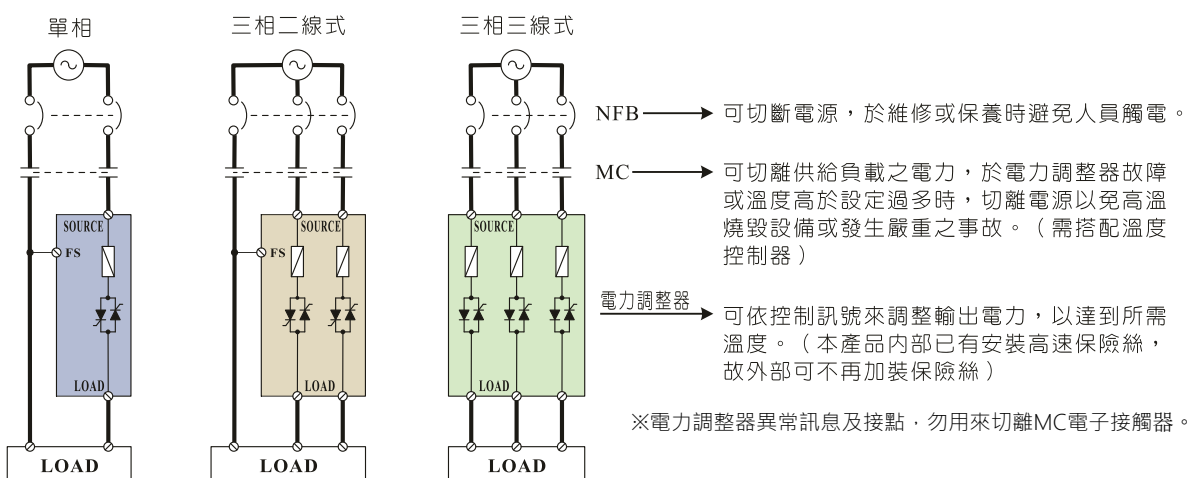 單相
三相二線式
三相三線式
NFB
可切斷電源，於維修或保養時避免人員觸電。
MC
可切離供給負載之電力，於電力調整器故障
或溫度高於設定過多時，切離電源以免高溫
燒毀設備或發生嚴重之事故。（需搭配溫度
控制器）
SOURCE
FS
LOAD
LOAD
SOURCE
FS
LOAD
LOAD
SOURCE
LOAD
LOAD
電力調整器
可依控制訊號來調整輸出電力，以達到所需
溫度。（本產品內部已有安裝高速保險絲，
故外部可不再加裝保險絲）
※電力調整器異常訊息及接點，勿用來切離MC電子接觸器。